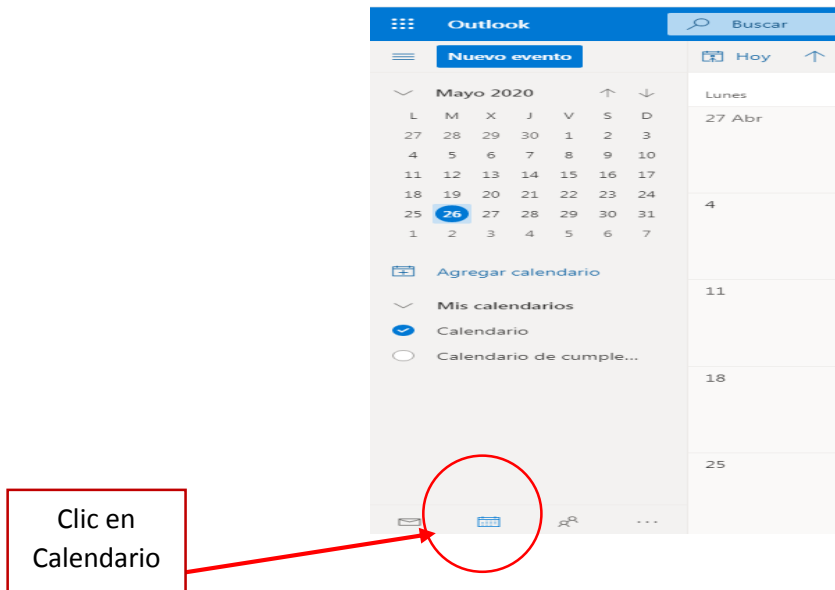 Outlook
Buscar
Nuevo evento
Hoy
Mayo 2020
L M X J V S D
27 28 29 30 1 2 3
4 5 6 7 8 9 10
11 12 13 14 15 16 17
18 19 20 21 22 23 24
25 26 27 28 29 30 31
1 2 3 4 5 6 7
Agregar calendario
Mis calendarios
Calendario
Calendario de cumple...
Lunes
27 Abr
4
11
18
25
Clic en
Calendario